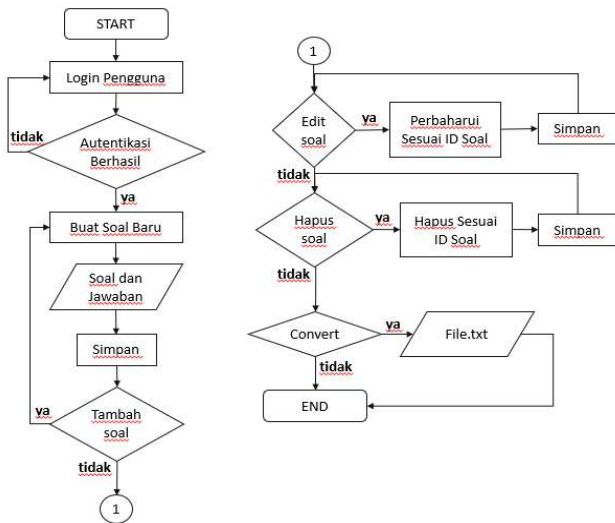 START
Login Pengguna
tidak
Autentikasi
Berhasil
ya
Buat Soal Baru
Soal dan
Jawaban
Simpan
ya
Tambah
soal
tidak
1
1
Edit
soal
ya
Perbaharui
Sesuai ID Soal
Simpan
tidak
Hapus
soal
ya
Hapus Sesuai
ID Soal
Simpan
tidak
Convert
ya
File.txt
tidak
END